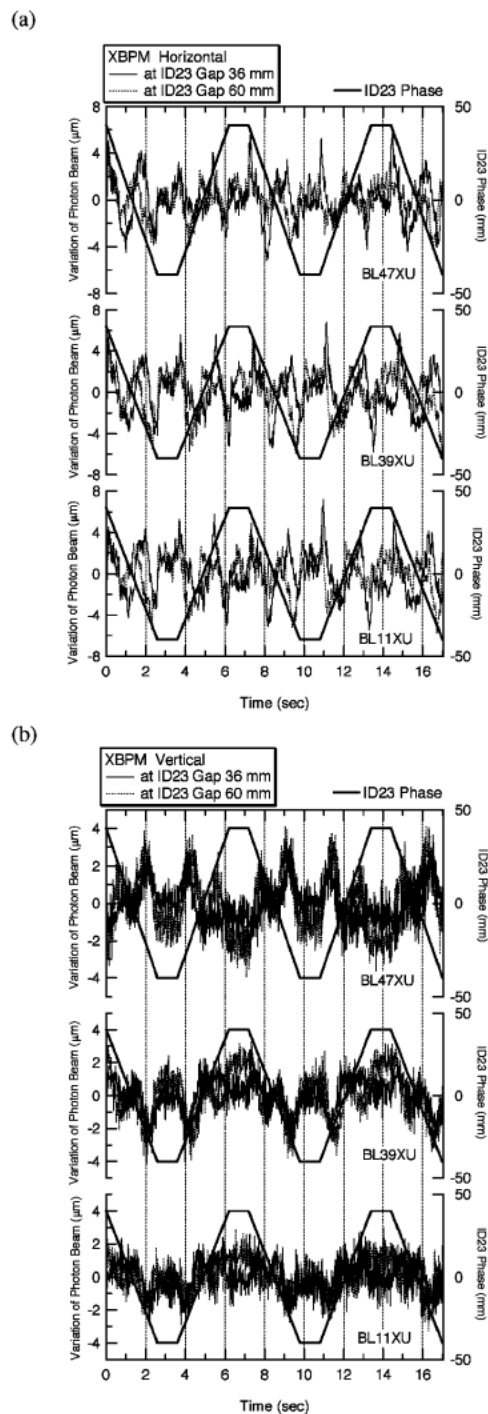 (a)
XBPM Horizontal
at ID23 Gap 36 mm
at ID23 Gap 60 mm
ID23 Phase
Variation of Photon Beam (μm)
8
4
0
-4
-8
50
0
-50
ID23 Phase (mm)
BL47XU
Variation of Photon Beam (μm)
8
4
0
-4
-8
50
0
-50
ID23 Phase (mm)
BL39XU
Variation of Photon Beam (μm)
8
4
0
-4
-8
50
0
-50
ID23 Phase (mm)
BL11XU
0 2 4 6 8 10 12 14 16
Time (sec)
(b)
XBPM Vertical
at ID23 Gap 36 mm
at ID23 Gap 60 mm
ID23 Phase
Variation of Photon Beam (μm)
4
2
0
-2
-4
50
0
-50
ID23 Phase (mm)
BL47XU
Variation of Photon Beam (μm)
4
2
0
-2
-4
50
0
-50
ID23 Phase (mm)
BL39XU
Variation of Photon Beam (μm)
4
2
0
-2
-4
50
0
-50
ID23 Phase (mm)
BL11XU
0 2 4 6 8 10 12 14 16
Time (sec)